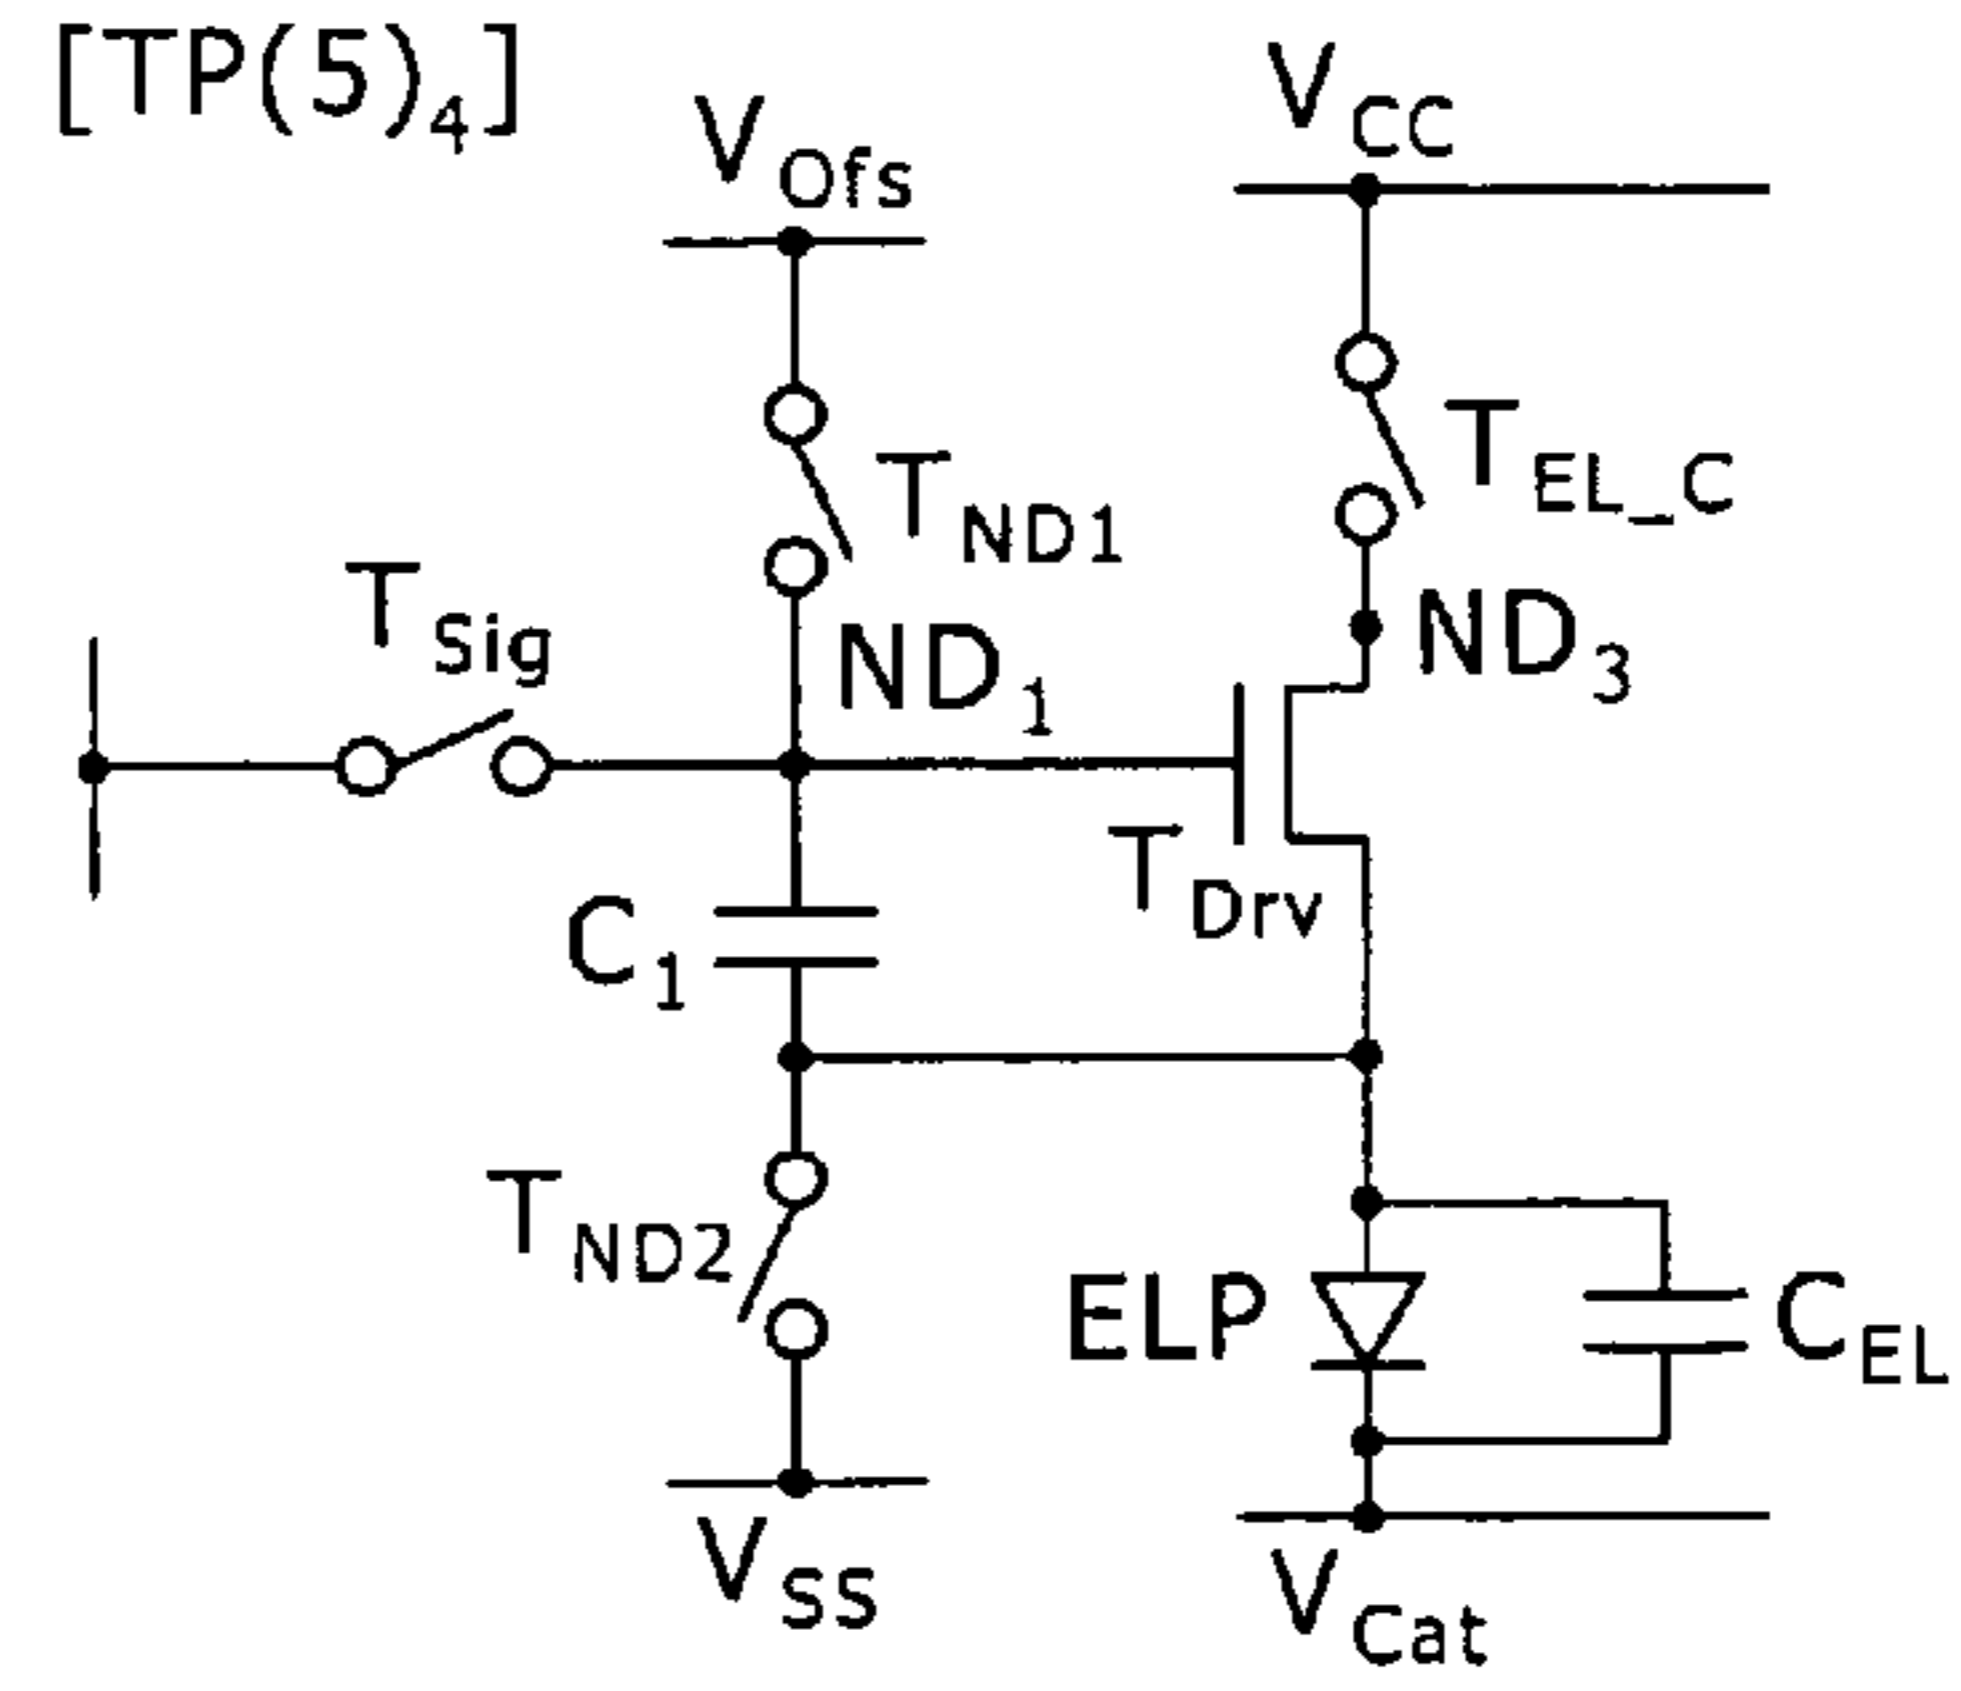 [TP(5)4]
VOfs
VCC
TND1
TEL_C
TSig
ND1
ND3
TDrv
C1
TND2
ELP
CEL
VSS
VCat